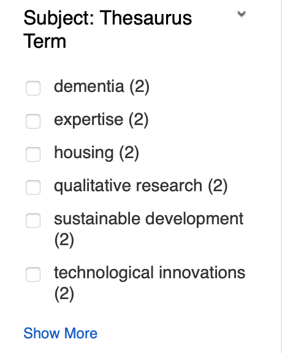 Subject: Thesaurus
Term
dementia (2)
expertise (2)
housing (2)
qualitative research (2)
sustainable development
(2)
technological innovations
(2)
Show More